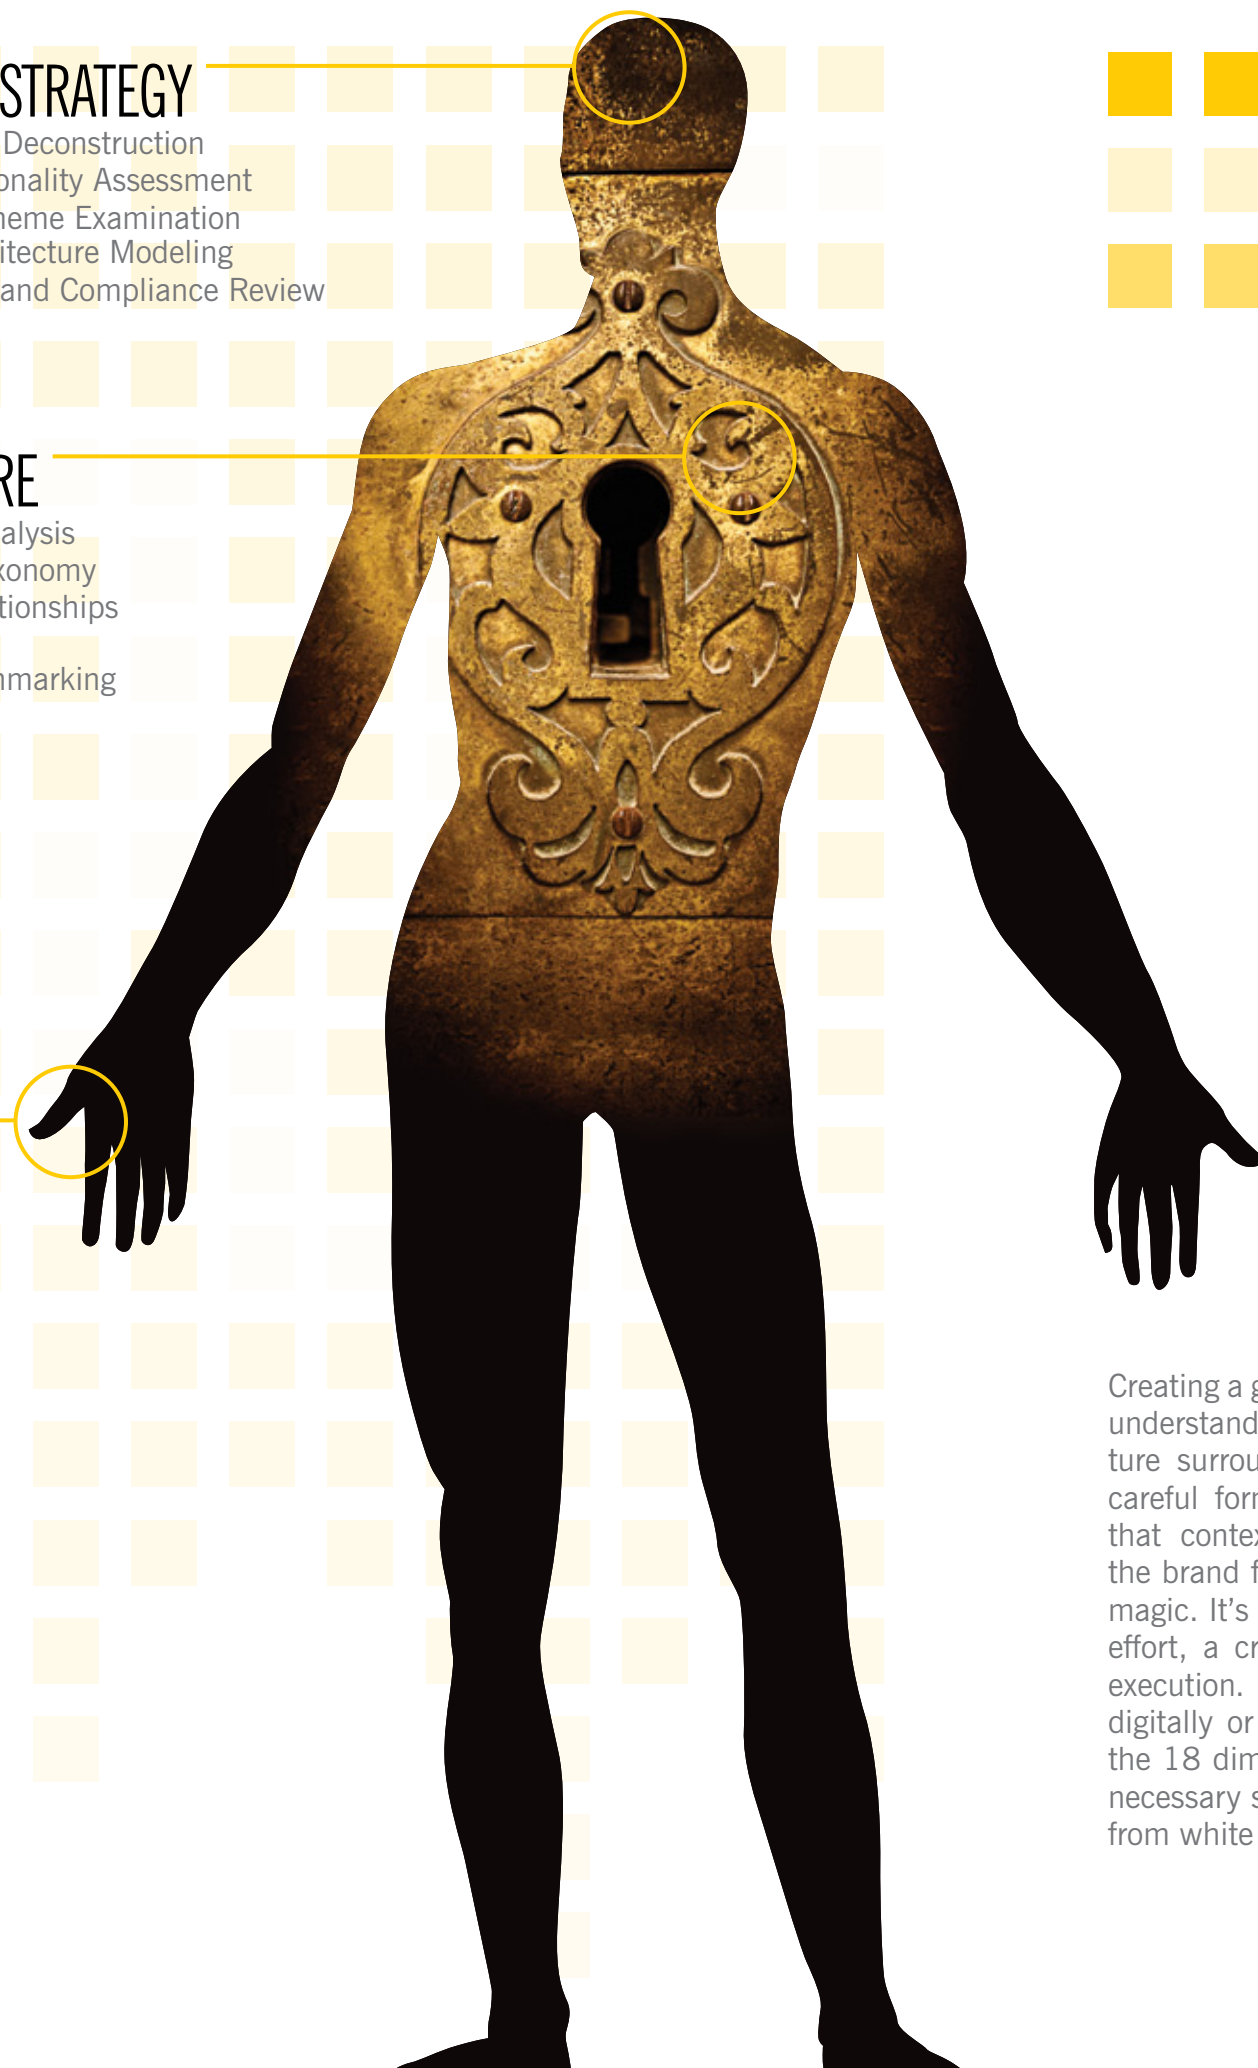 STRATEGY
Deconstruction
onality Assessment
heme Examination
itecture Modeling
and Compliance Review
RE
alysis
xonomy
tionships
nmarking
Creating a g
understand
ture surrou
careful forr
that contex
the brand f
magic. It's
effort, a cr
execution.
digitally or
the 18 dim
necessary s
from white